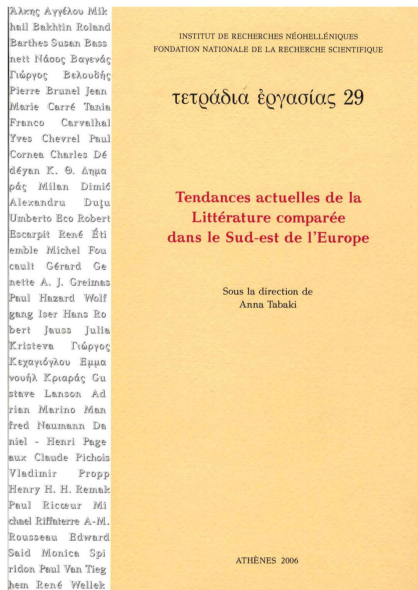 Άλκης Αγγέλου Mik
hail Bakhtin Roland
Barthes Susan Bass
nett Νάσος Βαγενάς
Γιώργος Βελουδής
Pierre Brunel Jean
Marie Carré Tania
Franco Carvalhal
Yves Chevrel Paul
Cornea Charles Dé
déyan Κ. Θ. Δημα
ράς Milan Dimić
Alexandru Duţu
Umberto Eco Robert
Escarpit René Éti
emble Michel Fou
cault Gérard Ge
nette A. J. Greimas
Paul Hazard Wolf
gang Iser Hans Ro
bert Jauss Julia
Kristeva Γιώργος
Κεχαγιόγλου Εμμα
νουήλ Κριαράς Gu
stave Lanson Ad
rian Marino Man
fred Naumann Da
niel - Henri Page
aux Claude Pichois
Vladimir Propp
Henry H. H. Remak
Paul Ricœur Mi
chael Riffaterre A-M.
Rousseau Edward
Said Monica Spi
ridon Paul Van Tieg
hem René Wellek
INSTITUT DE RECHERCHES NÉOHELLÉNIQUES
FONDATION NATIONALE DE LA RECHERCHE SCIENTIFIQUE
τετράδια ἐργασίας 29
Tendances actuelles de la
Littérature comparée
dans le Sud-est de l'Europe
Sous la direction de
Anna Tabaki
ATHÈNES 2006